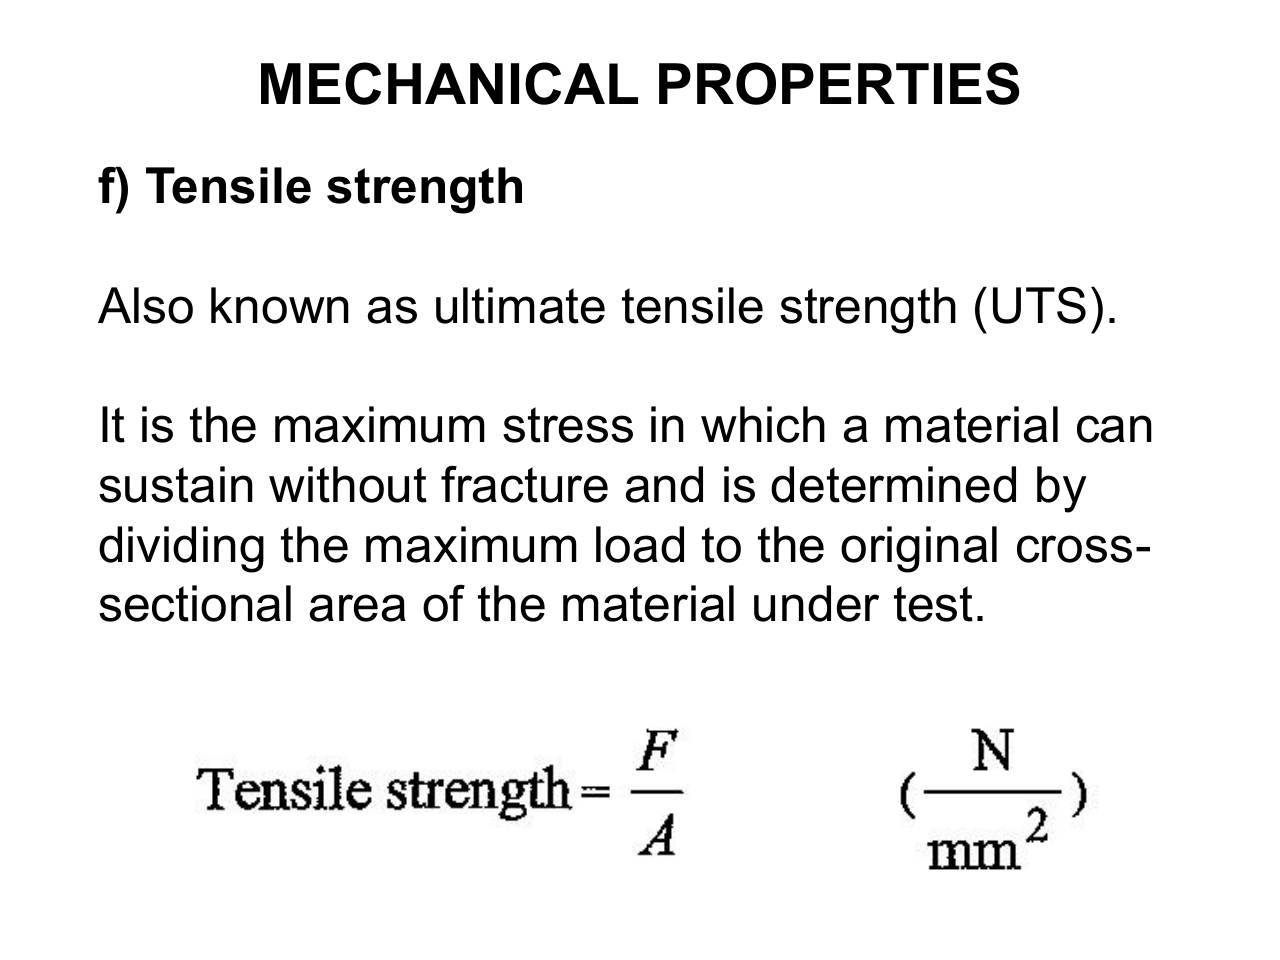 MECHANICAL PROPERTIES
f) Tensile strength
Also known as ultimate tensile strength (UTS).
It is the maximum stress in which a material can
sustain without fracture and is determined by
dividing the maximum load to the original cross-
sectional area of the material under test.
Tensile strength = F/A (N/mm²)